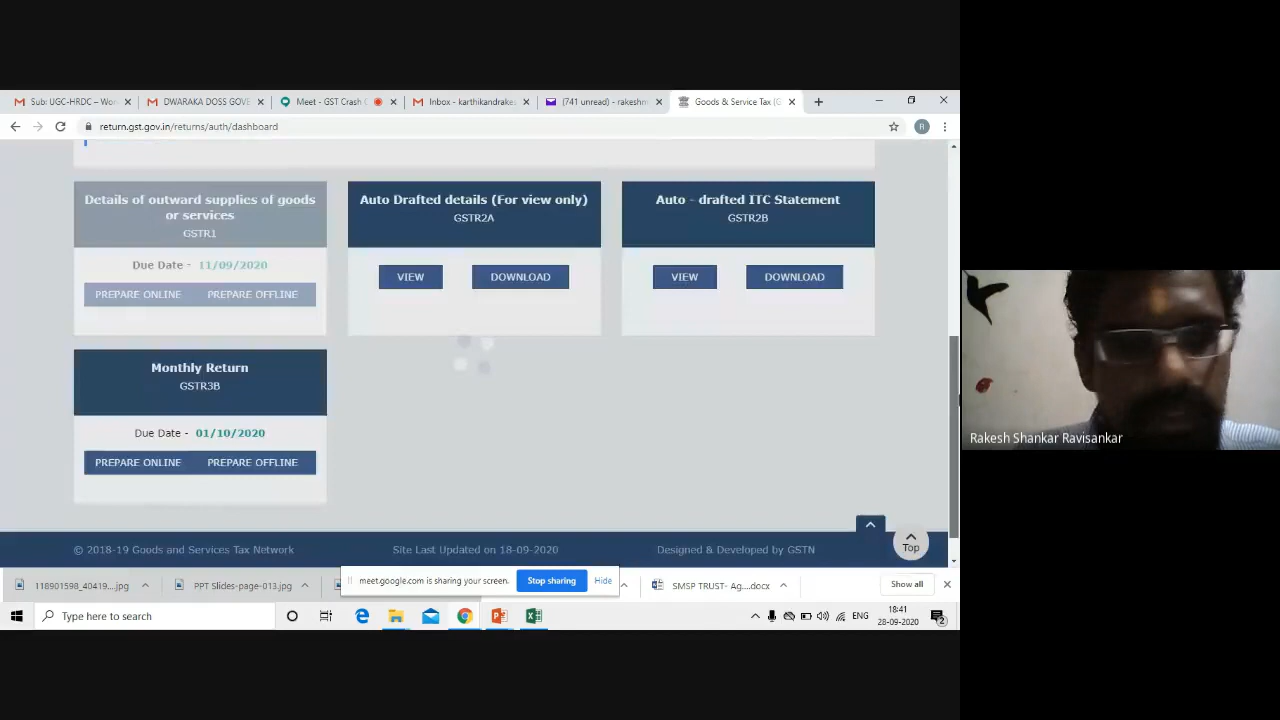 Sub: UGC-HRDC – Wor
DWARAKA DOSS GOVE
Meet - GST Crash C
Inbox - karthikandrakes
(741 unread) - rakeshm
Goods & Service Tax (G
return.gst.gov.in/returns/auth/dashboard
R
Details of outward supplies of goods
or services
GSTR1
Due Date - 11/09/2020
PREPARE ONLINE PREPARE OFFLINE
Auto Drafted details (For view only)
GSTR2A
VIEW DOWNLOAD
Auto - drafted ITC Statement
GSTR2B
VIEW DOWNLOAD
Monthly Return
GSTR3B
Due Date - 01/10/2020
PREPARE ONLINE PREPARE OFFLINE
Rakesh Shankar Ravisankar
Top
© 2018-19 Goods and Services Tax Network
Site Last Updated on 18-09-2020
Designed & Developed by GSTN
118901598_40419....jpg
PPT Slides-page-013.jpg
meet.google.com is sharing your screen.
Stop sharing
Hide
SMSP TRUST- Ag....docx
Show all
Type here to search
ENG
18:41
28-09-2020
2